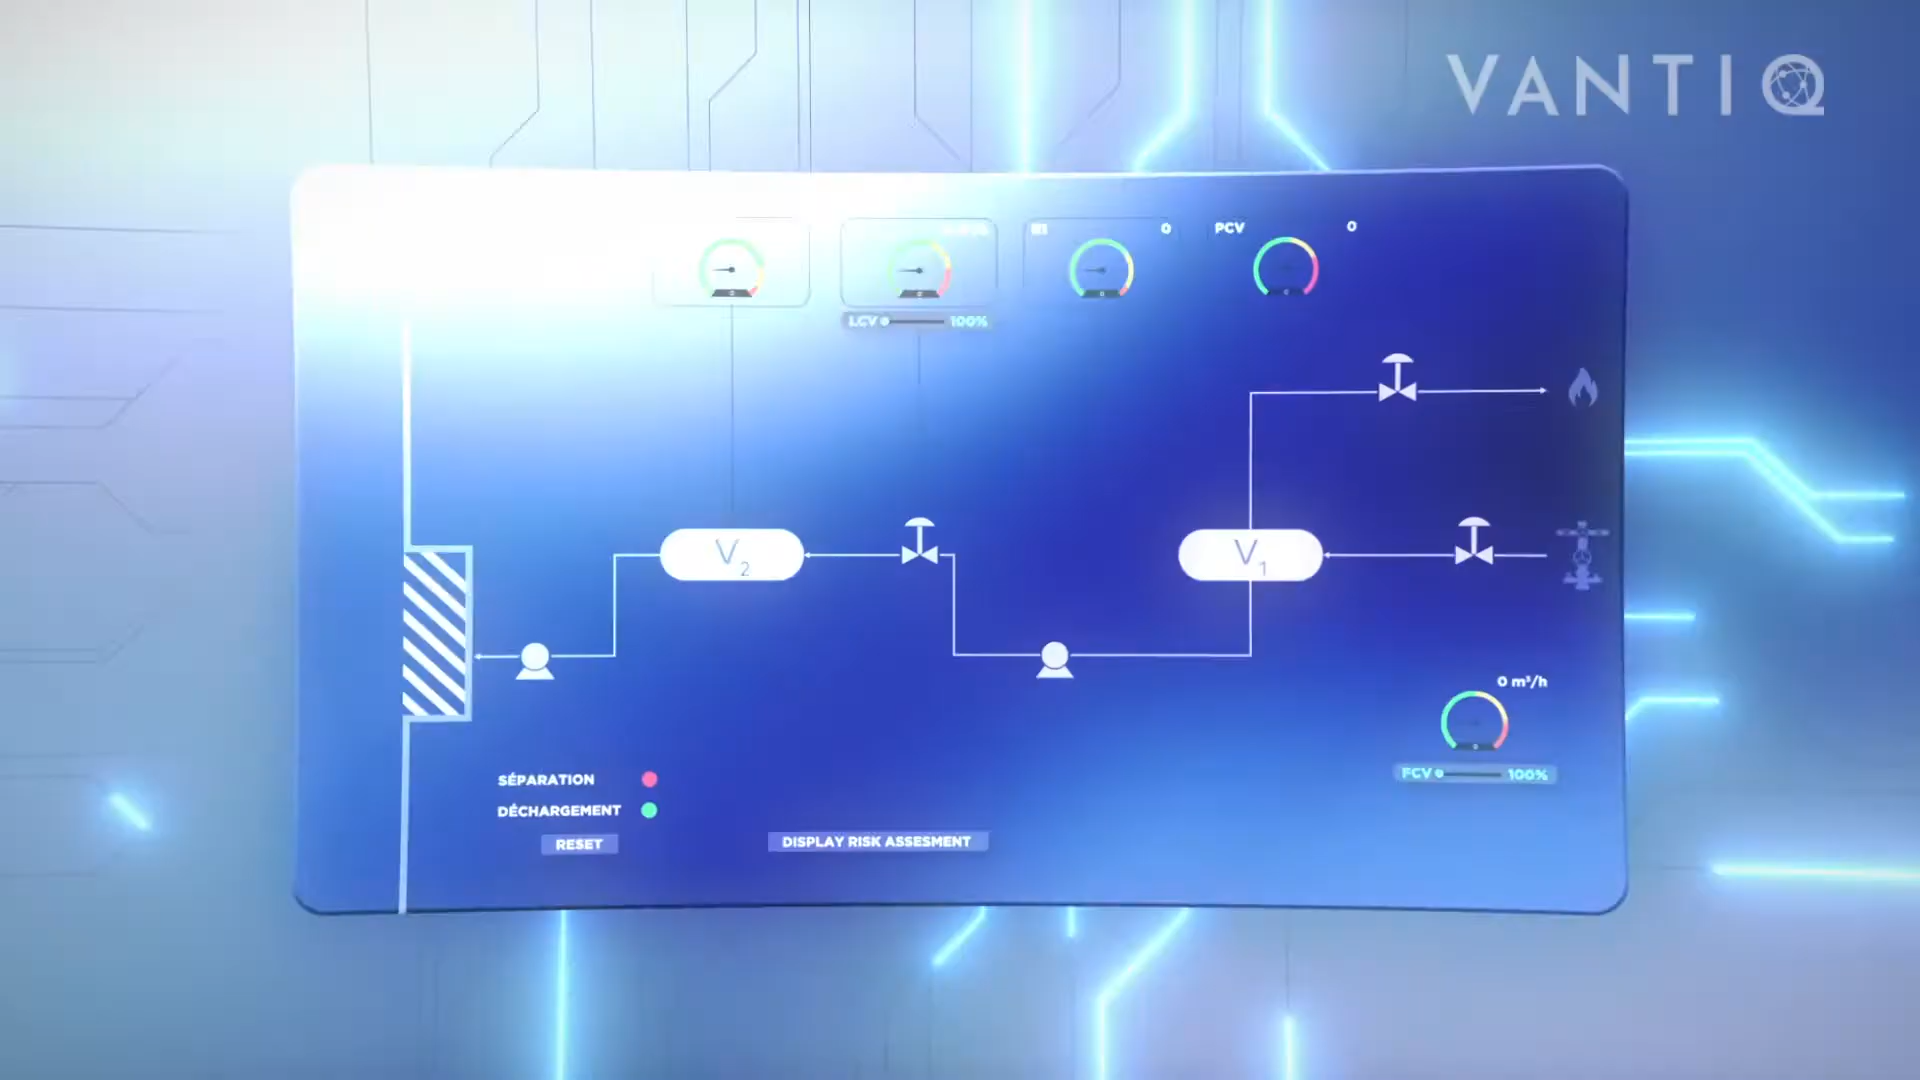 VANTIQ
0
PCV 0
LCV 100%
V2
V1
0 m³/h
FCV 100%
SÉPARATION
DÉCHARGEMENT
RESET
DISPLAY RISK ASSESMENT